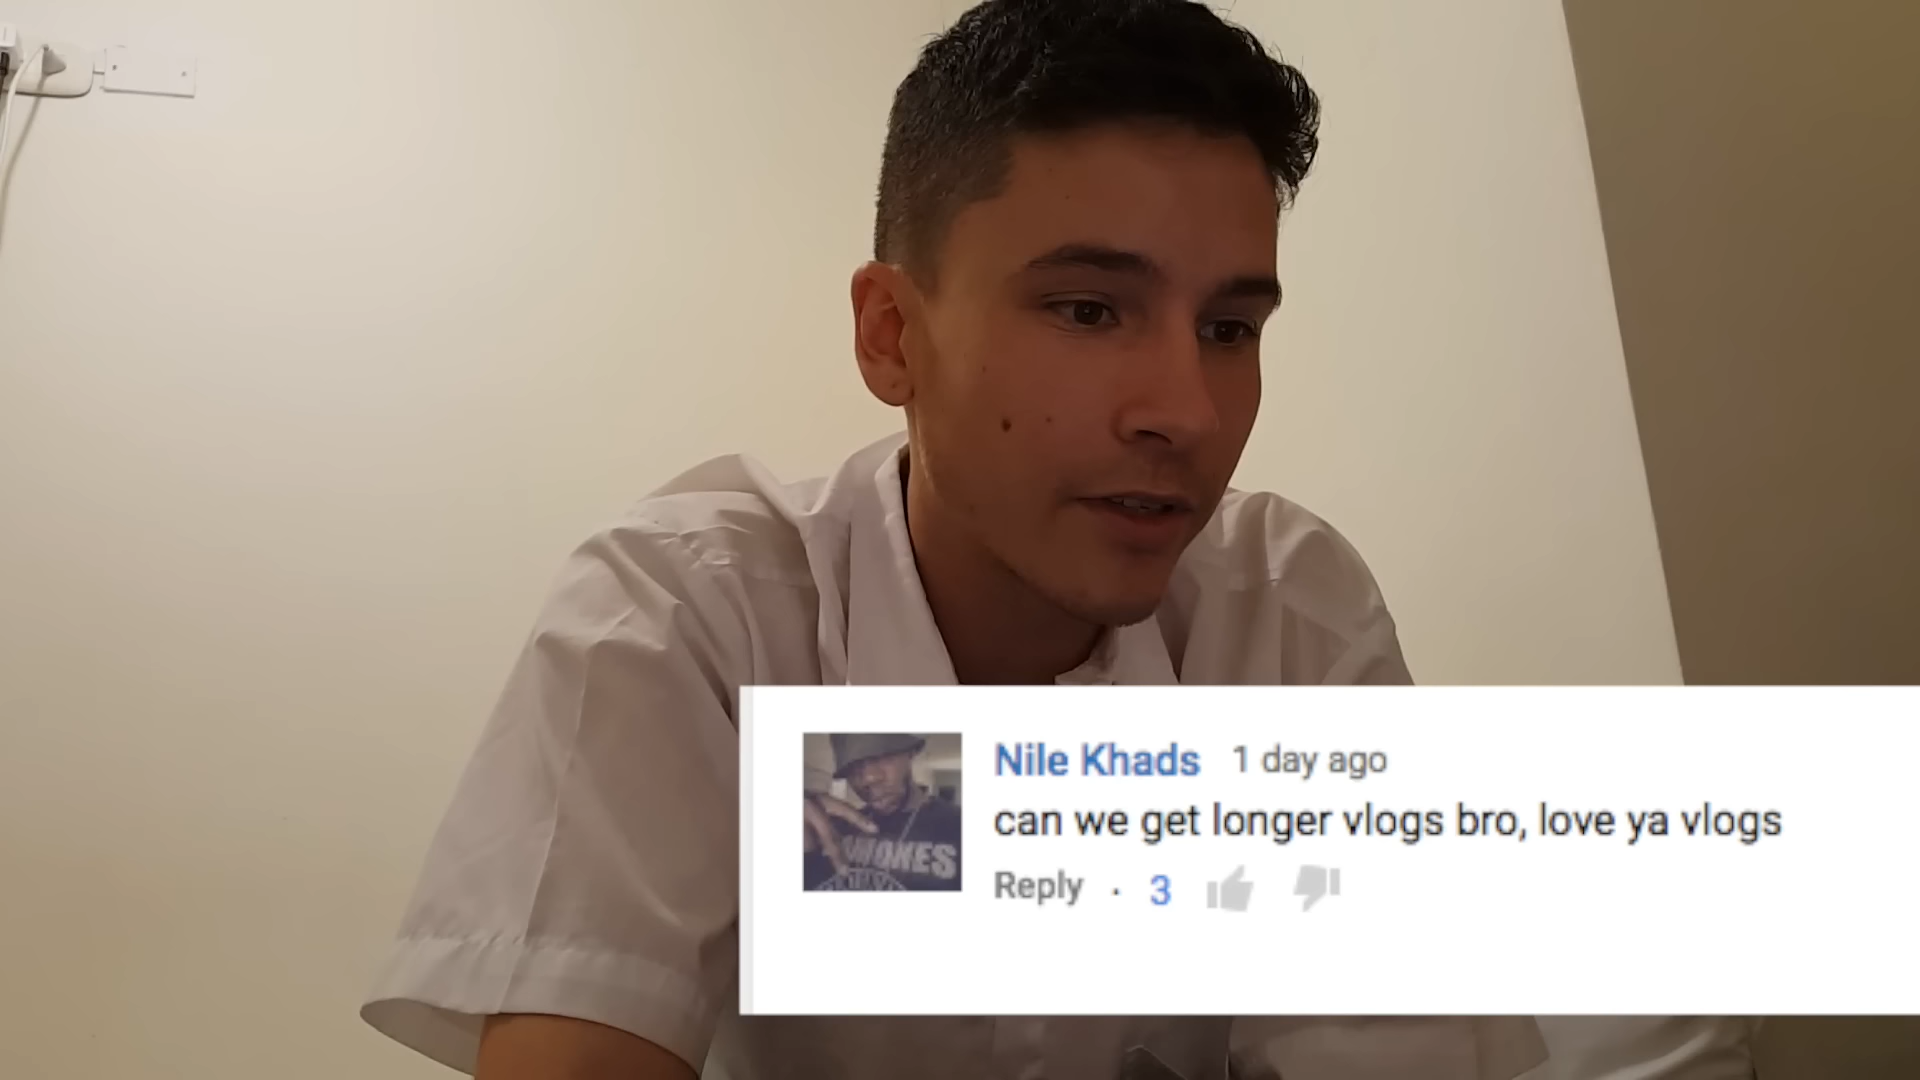 Nile Khads 1 day ago
can we get longer vlogs bro, love ya vlogs
Reply · 3